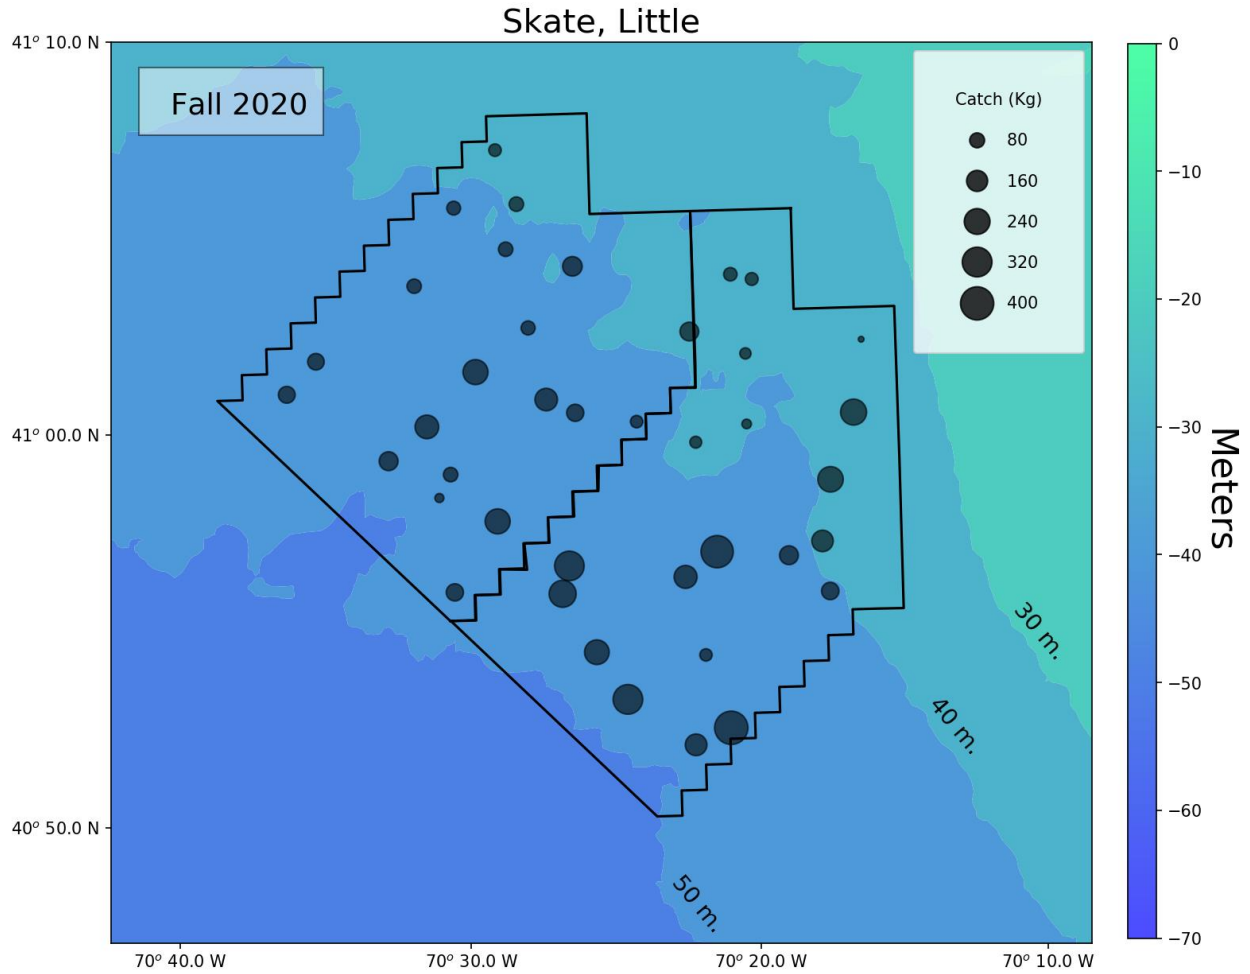 Skate, Little
41° 10.0 N
41° 00.0 N
40° 50.0 N
Fall 2020
Catch (Kg)
80
160
240
320
400
30 m.
40 m.
50 m.
70° 40.0 W
70° 30.0 W
70° 20.0 W
70° 10.0 W
0
−10
−20
−30
−40
−50
−60
−70
Meters